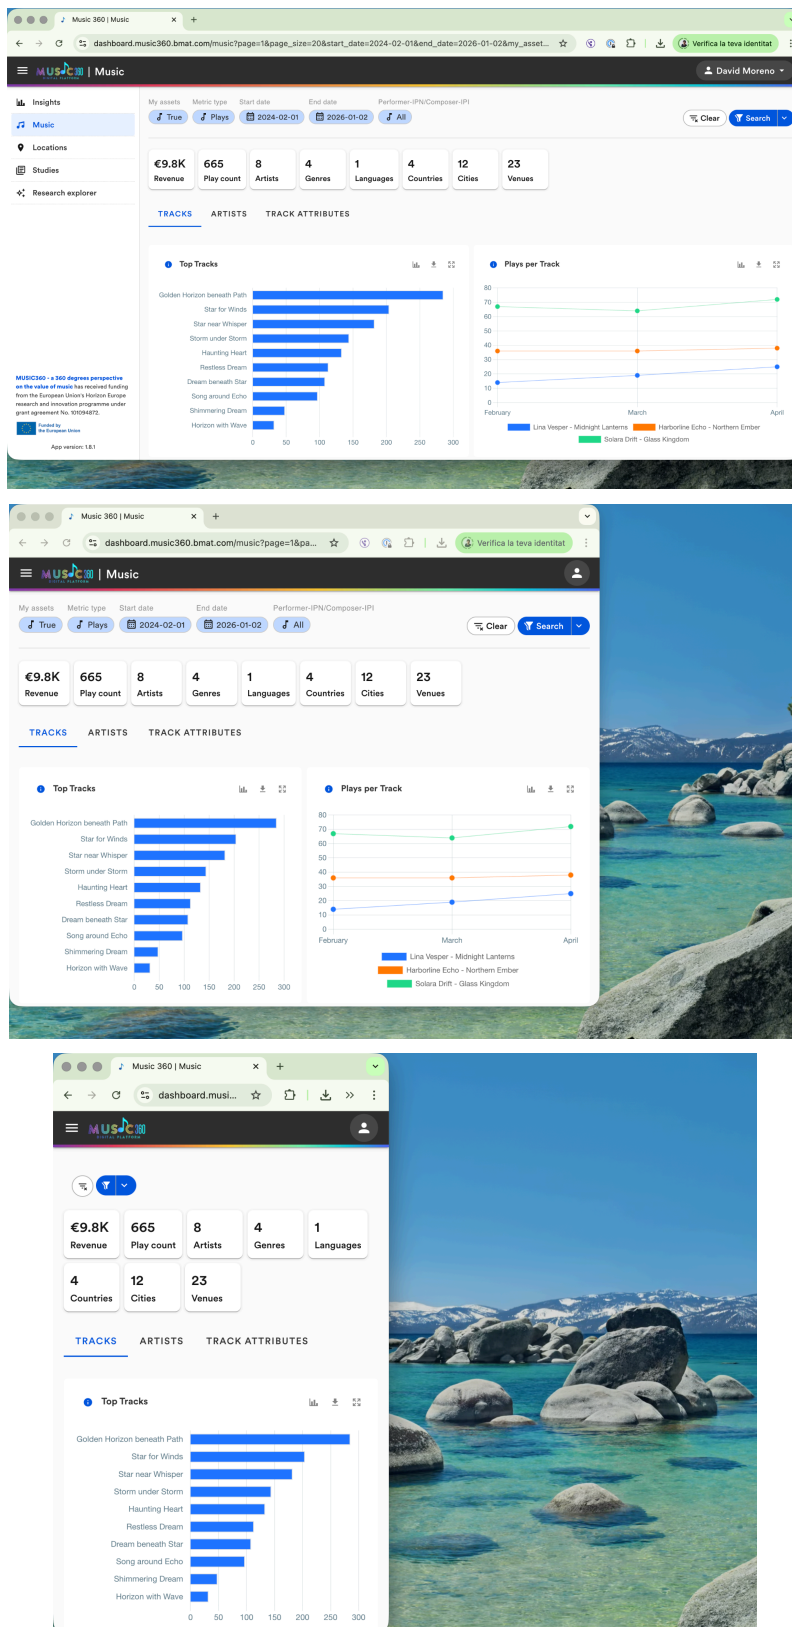 Music 360 | Music
dashboard.music360.bmat.com/music?page=1&page_size=20&start_date=2024-02-01&end_date=2026-01-02&my_asset...
Verifica la teva identitat
MUSIC360 | Music
DIGITAL PLATFORM
David Moreno
Insights
Music
Locations
Studies
Research explorer
My assets Metric type Start date End date Performer-IPN/Composer-IPI
True Plays 2024-02-01 2026-01-02 All
Clear Search
€9.8K 665 8 4 1 4 12 23
Revenue Play count Artists Genres Languages Countries Cities Venues
TRACKS ARTISTS TRACK ATTRIBUTES
Top Tracks
Golden Horizon beneath Path
Star for Winds
Star near Whisper
Storm under Storm
Haunting Heart
Restless Dream
Dream beneath Star
Song around Echo
Shimmering Dream
Horizon with Wave
0 50 100 150 200 250 300
Plays per Track
80
70
60
50
40
30
20
10
0
February March April
Lina Vesper - Midnight Lanterns Harborline Echo - Northern Ember
Solara Drift - Glass Kingdom
MUSIC360 - a 360 degrees perspective
on the value of music has received funding
from the European Union's Horizon Europe
research and innovation programme under
grant agreement No. 101094872.
Funded by
the European Union
App version: 1.8.1
Music 360 | Music
dashboard.music360.bmat.com/music?page=1&pa...
Verifica la teva identitat
MUSIC360 | Music
DIGITAL PLATFORM
My assets Metric type Start date End date Performer-IPN/Composer-IPI
True Plays 2024-02-01 2026-01-02 All
Clear Search
€9.8K 665 8 4 1 4 12 23
Revenue Play count Artists Genres Languages Countries Cities Venues
TRACKS ARTISTS TRACK ATTRIBUTES
Top Tracks
Golden Horizon beneath Path
Star for Winds
Star near Whisper
Storm under Storm
Haunting Heart
Restless Dream
Dream beneath Star
Song around Echo
Shimmering Dream
Horizon with Wave
0 50 100 150 200 250 300
Plays per Track
80
70
60
50
40
30
20
10
0
February March April
Lina Vesper - Midnight Lanterns
Harborline Echo - Northern Ember
Solara Drift - Glass Kingdom
Music 360 | Music
dashboard.musi...
MUSIC360
DIGITAL PLATFORM
€9.8K 665 8 4 1
Revenue Play count Artists Genres Languages
4 12 23
Countries Cities Venues
TRACKS ARTISTS TRACK ATTRIBUTES
Top Tracks
Golden Horizon beneath Path
Star for Winds
Star near Whisper
Storm under Storm
Haunting Heart
Restless Dream
Dream beneath Star
Song around Echo
Shimmering Dream
Horizon with Wave
0 50 100 150 200 250 300